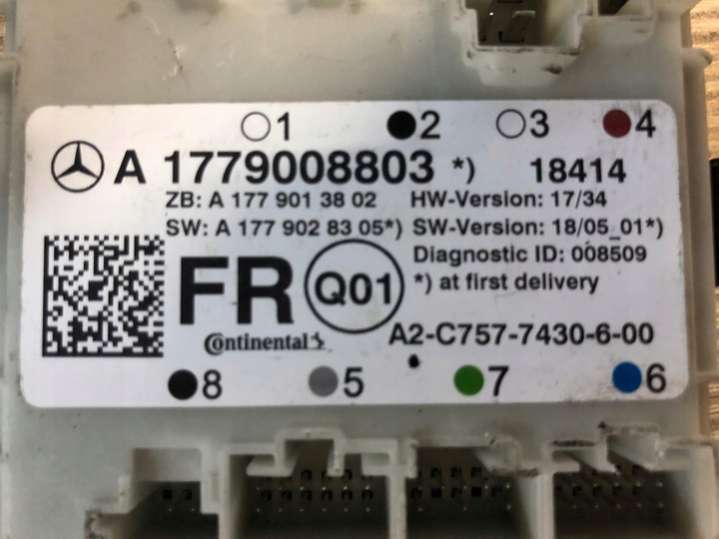 1 2 3 4
A 1779008803 *) 18414
ZB: A 177 901 38 02 HW-Version: 17/34
SW: A 177 902 83 05*) SW-Version: 18/05_01*)
Diagnostic ID: 008509
FR Q01 *) at first delivery
Continental A2-C757-7430-6-00
8 5 7 6